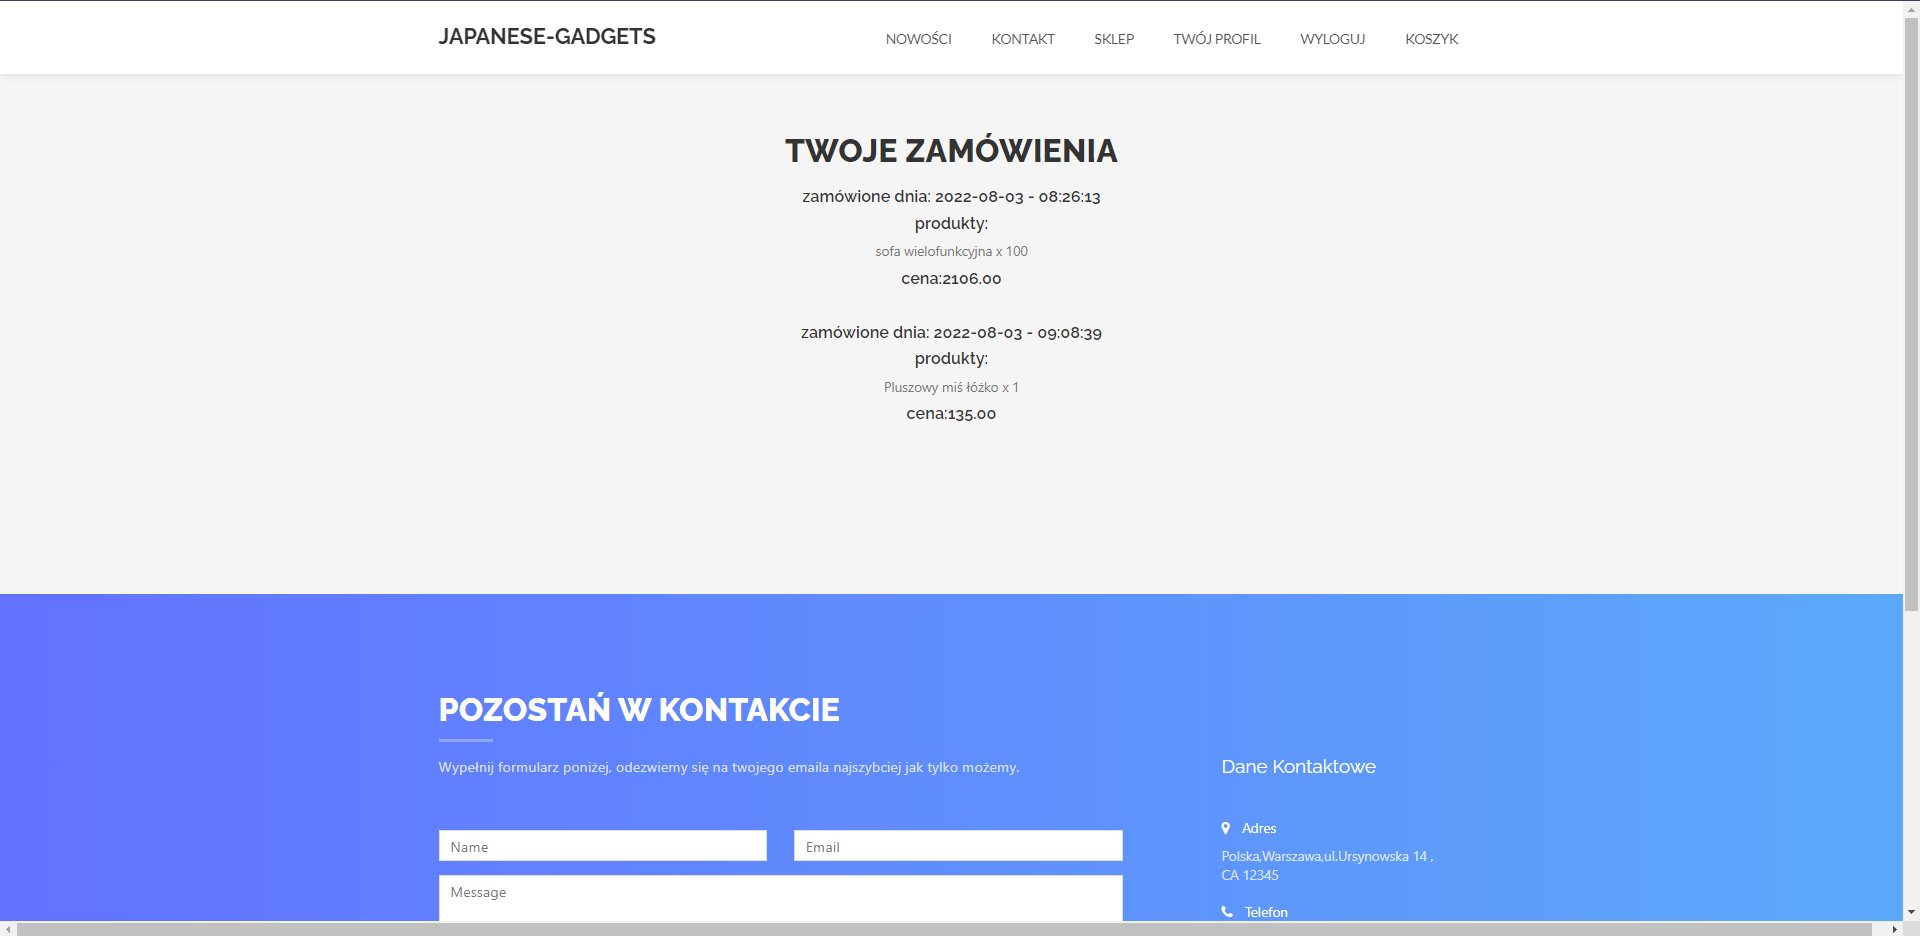 JAPANESE-GADGETS
NOWOŚCI KONTAKT SKLEP TWÓJ PROFIL WYLOGUJ KOSZYK
TWOJE ZAMÓWIENIA
zamówione dnia: 2022-08-03 - 08:26:13
produkty:
sofa wielofunkcyjna x 100
cena:2106.00
zamówione dnia: 2022-08-03 - 09:08:39
produkty:
Pluszowy miś łóżko x 1
cena:135.00
POZOSTAŃ W KONTAKCIE
Wypełnij formularz poniżej, odezwiemy się na twojego emaila najszybciej jak tylko możemy.
Name
Email
Message
Dane Kontaktowe
Adres
Polska,Warszawa,ul.Ursynowska 14 ,
CA 12345
Telefon